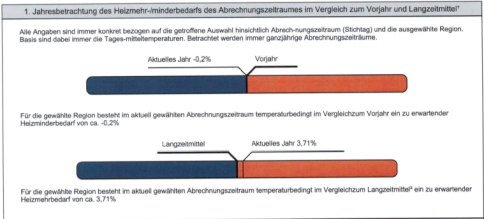 1. Jahresbetrachtung des Heizmehr-/minderbedarfs des Abrechnungszeitraumes im Vergleich zum Vorjahr und Langzeitmittel¹
Alle Angaben sind immer konkret bezogen auf die getroffene Auswahl hinsichtlich Abrech-nungszeitraum (Stichtag) und die ausgewählte Region.
Basis sind dabei immer die Tages-mitteltemperaturen. Betrachtet werden immer ganzjährige Abrechnungszeiträume.
Aktuelles Jahr -0,2% Vorjahr
Für die gewählte Region besteht im aktuell gewählten Abrechnungszeitraum temperaturbedingt im Vergleichzum Vorjahr ein zu erwartender
Heizminderbedarf von ca. -0,2%
Langzeitmittel Aktuelles Jahr 3,71%
Für die gewählte Region besteht im aktuell gewählten Abrechnungszeitraum temperaturbedingt im Vergleichzum Langzeitmittel² ein zu erwartender
Heizmehrbedarf von ca. 3,71%